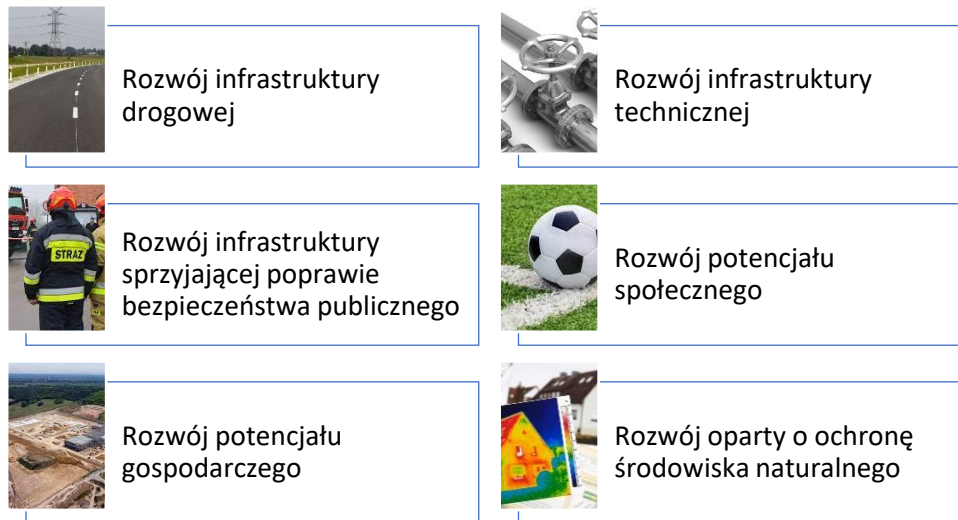 Rozwój infrastruktury
drogowej
Rozwój infrastruktury
technicznej
Rozwój infrastruktury
sprzyjającej poprawie
bezpieczeństwa publicznego
STRAŻ
Rozwój potencjału
społecznego
Rozwój potencjału
gospodarczego
Rozwój oparty o ochronę
środowiska naturalnego